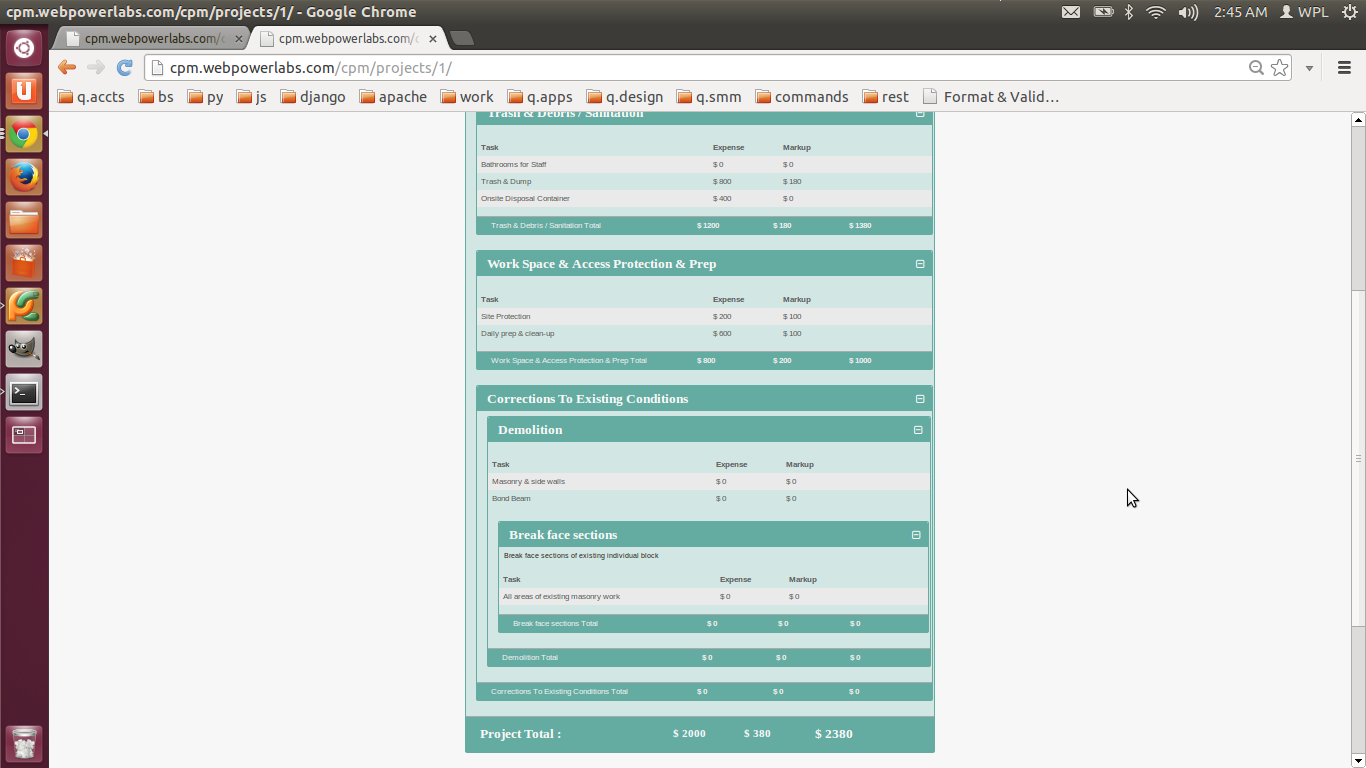 cpm.webpowerlabs.com/cpm/projects/1/ - Google Chrome
2:45 AM WPL
cpm.webpowerlabs.com/ × cpm.webpowerlabs.com/ ×
cpm.webpowerlabs.com/cpm/projects/1/
q.accts bs py js django apache work q.apps q.design q.smm commands rest Format & Valid…
Trash & Debris / Sanitation
Task Expense Markup
Bathrooms for Staff $ 0 $ 0
Trash & Dump $ 800 $ 180
Onsite Disposal Container $ 400 $ 0
Trash & Debris / Sanitation Total $ 1200 $ 180 $ 1380
Work Space & Access Protection & Prep
Task Expense Markup
Site Protection $ 200 $ 100
Daily prep & clean-up $ 600 $ 100
Work Space & Access Protection & Prep Total $ 800 $ 200 $ 1000
Corrections To Existing Conditions
Demolition
Task Expense Markup
Masonry & side walls $ 0 $ 0
Bond Beam $ 0 $ 0
Break face sections
Break face sections of existing individual block
Task Expense Markup
All areas of existing masonry work $ 0 $ 0
Break face sections Total $ 0 $ 0 $ 0
Demolition Total $ 0 $ 0 $ 0
Corrections To Existing Conditions Total $ 0 $ 0 $ 0
Project Total : $ 2000 $ 380 $ 2380